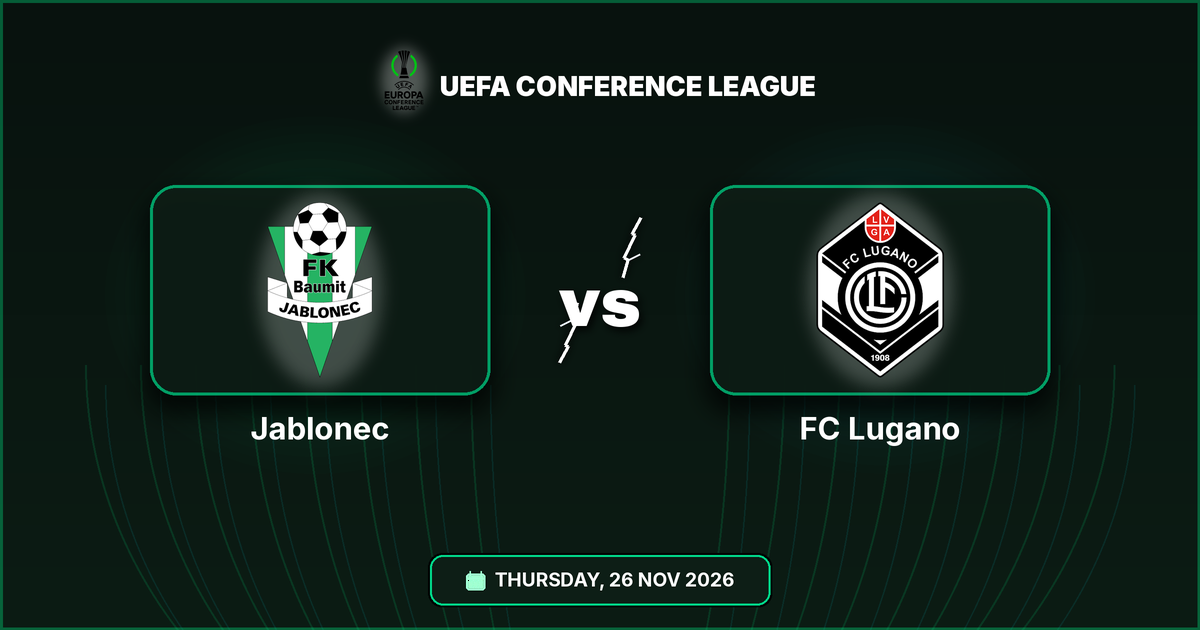 UEFA
EUROPA
CONFERENCE
LEAGUE
UEFA CONFERENCE LEAGUE
FK
Baumit
JABLONEC
vs
L V
G A
FC LUGANO
1908
Jablonec
FC Lugano
THURSDAY, 26 NOV 2026